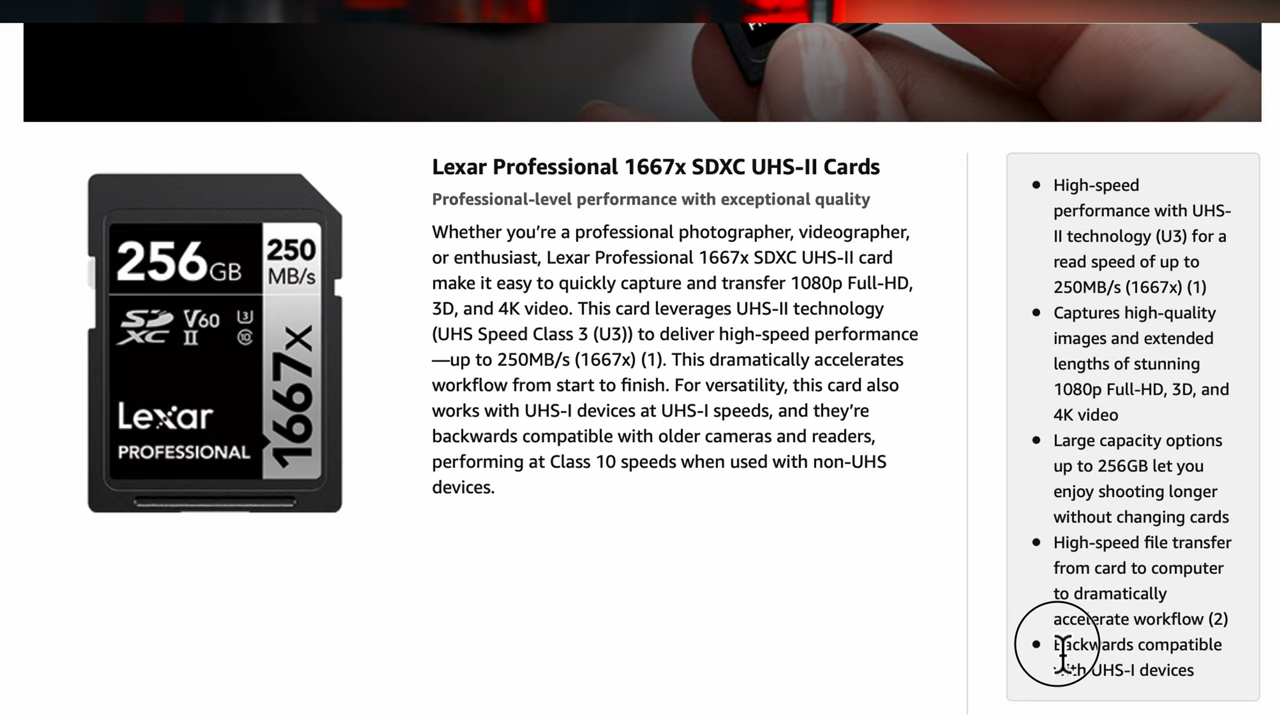 256GB
250
MB/s
SD
XC
V60
II
U3
10
1667x
Lexar
PROFESSIONAL
Lexar Professional 1667x SDXC UHS-II Cards
Professional-level performance with exceptional quality
Whether you’re a professional photographer, videographer,
or enthusiast, Lexar Professional 1667x SDXC UHS-II card
make it easy to quickly capture and transfer 1080p Full-HD,
3D, and 4K video. This card leverages UHS-II technology
(UHS Speed Class 3 (U3)) to deliver high-speed performance
—up to 250MB/s (1667x) (1). This dramatically accelerates
workflow from start to finish. For versatility, this card also
works with UHS-I devices at UHS-I speeds, and they’re
backwards compatible with older cameras and readers,
performing at Class 10 speeds when used with non-UHS
devices.
• High-speed
performance with UHS-
II technology (U3) for a
read speed of up to
250MB/s (1667x) (1)
• Captures high-quality
images and extended
lengths of stunning
1080p Full-HD, 3D, and
4K video
• Large capacity options
up to 256GB let you
enjoy shooting longer
without changing cards
• High-speed file transfer
from card to computer
to dramatically
accelerate workflow (2)
• Backwards compatible
with UHS-I devices